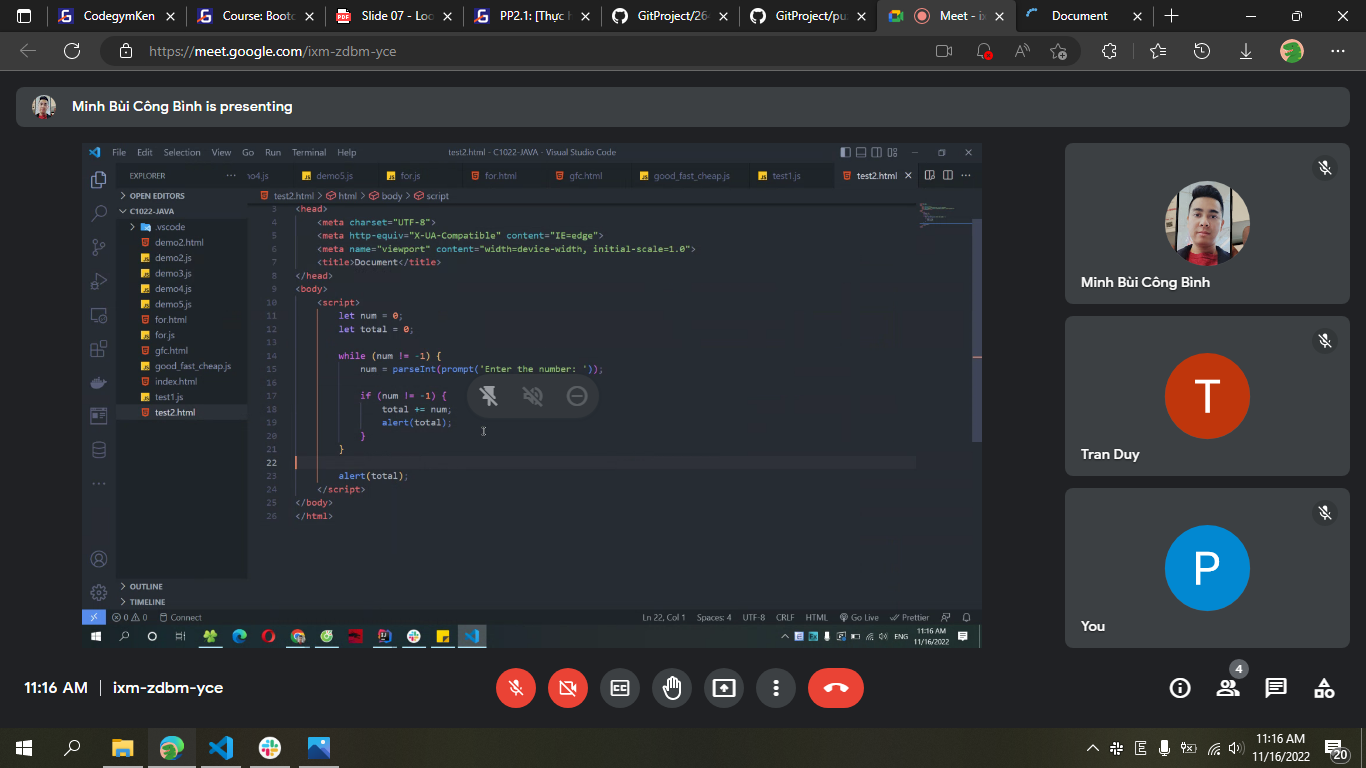 CodegymKen
Course: Bootc
Slide 07 - Loo
PP2.1: [Thực h
GitProject/264
GitProject/pu
Meet - ix
Document
https://meet.google.com/ixm-zdbm-yce
Minh Bùi Công Bình is presenting
File Edit Selection View Go Run Terminal Help
test2.html - C1022-JAVA - Visual Studio Code
EXPLORER
OPEN EDITORS
C1022-JAVA
.vscode
demo2.html
demo2.js
demo3.js
demo4.js
demo5.js
for.html
for.js
gfc.html
good_fast_cheap.js
index.html
test1.js
test2.html
OUTLINE
TIMELINE
no4.js demo5.js for.js for.html gfc.html good_fast_cheap.js test1.js test2.html
test2.html > html > body > script
3 <head>
4 <meta charset="UTF-8">
5 <meta http-equiv="X-UA-Compatible" content="IE=edge">
6 <meta name="viewport" content="width=device-width, initial-scale=1.0">
7 <title>Document</title>
8 </head>
9 <body>
10 <script>
11 let num = 0;
12 let total = 0;
13
14 while (num != -1) {
15 num = parseInt(prompt('Enter the number: '));
16
17 if (num != -1) {
18 total += num;
19 alert(total);
20 }
21 }
22
23 alert(total);
24 </script>
25 </body>
26 </html>
0 0 Connect
Ln 22, Col 1 Spaces: 4 UTF-8 CRLF HTML Go Live Prettier
ENG
11:16 AM
11/16/2022
Minh Bùi Công Bình
T
Tran Duy
P
You
11:16 AM | ixm-zdbm-yce
4
11:16 AM
11/16/2022
20